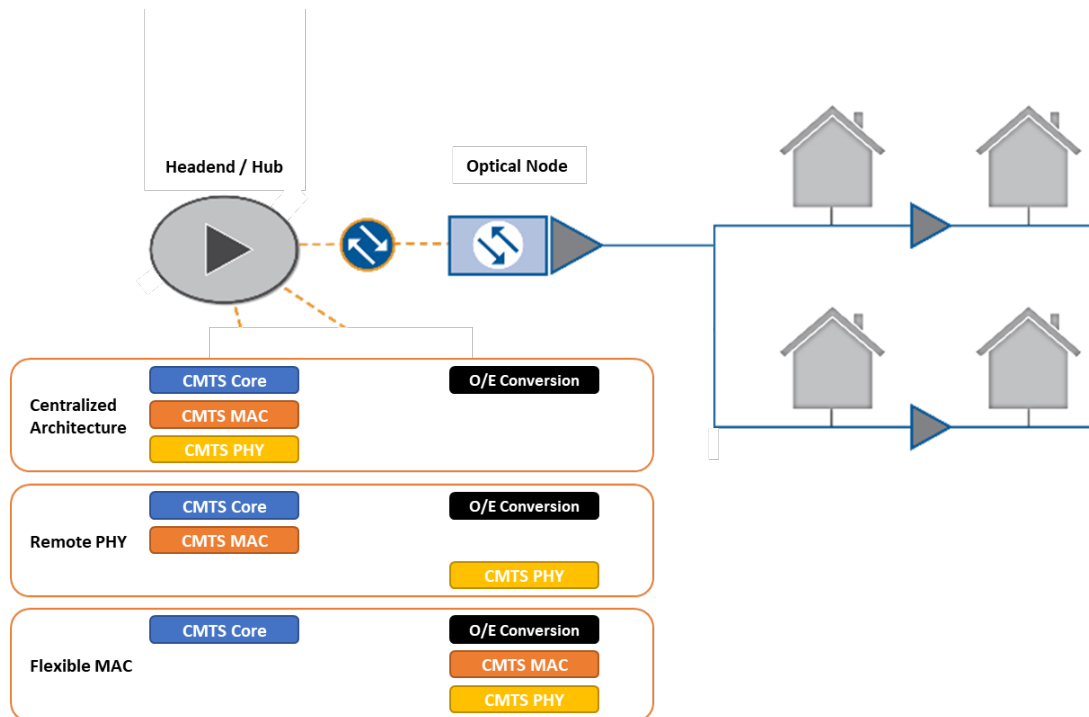 Headend / Hub
Optical Node
Centralized
Architecture
CMTS Core
CMTS MAC
CMTS PHY
O/E Conversion
Remote PHY
CMTS Core
CMTS MAC
O/E Conversion
CMTS PHY
Flexible MAC
CMTS Core
O/E Conversion
CMTS MAC
CMTS PHY